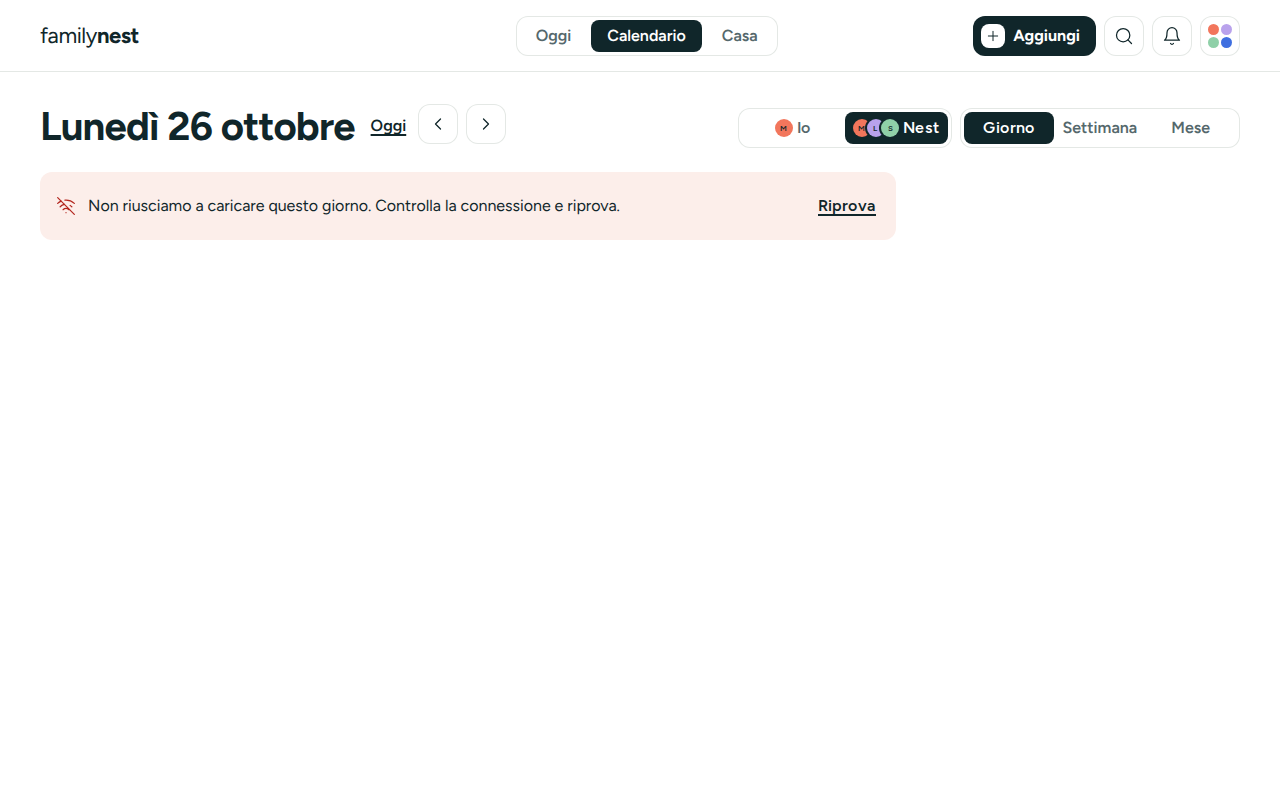 familynest
Oggi Calendario Casa
Aggiungi
Lunedì 26 ottobre Oggi
M Io M L S Nest
Giorno Settimana Mese
Non riusciamo a caricare questo giorno. Controlla la connessione e riprova. Riprova